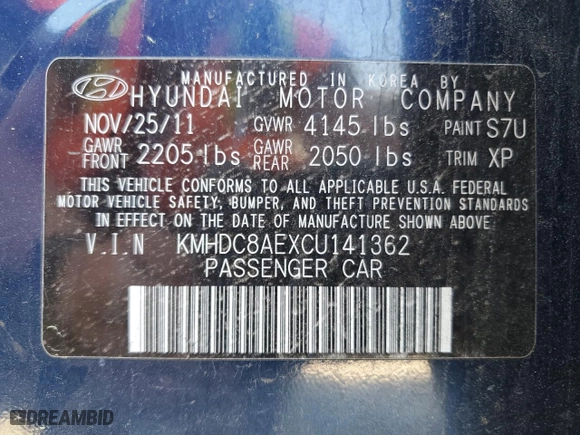 MANUFACTURED IN KOREA BY
HYUNDAI MOTOR COMPANY
NOV/25/11 GVWR 4145 lbs PAINT S7U
GAWR FRONT 2205 lbs GAWR REAR 2050 lbs TRIM XP
THIS VEHICLE CONFORMS TO ALL APPLICABLE U.S.A. FEDERAL
MOTOR VEHICLE SAFETY, BUMPER, AND THEFT PREVENTION STANDARDS
IN EFFECT ON THE DATE OF MANUFACTURE SHOWN ABOVE.
V.I.N KMHDC8AEXCU141362
PASSENGER CAR
DREAMBID